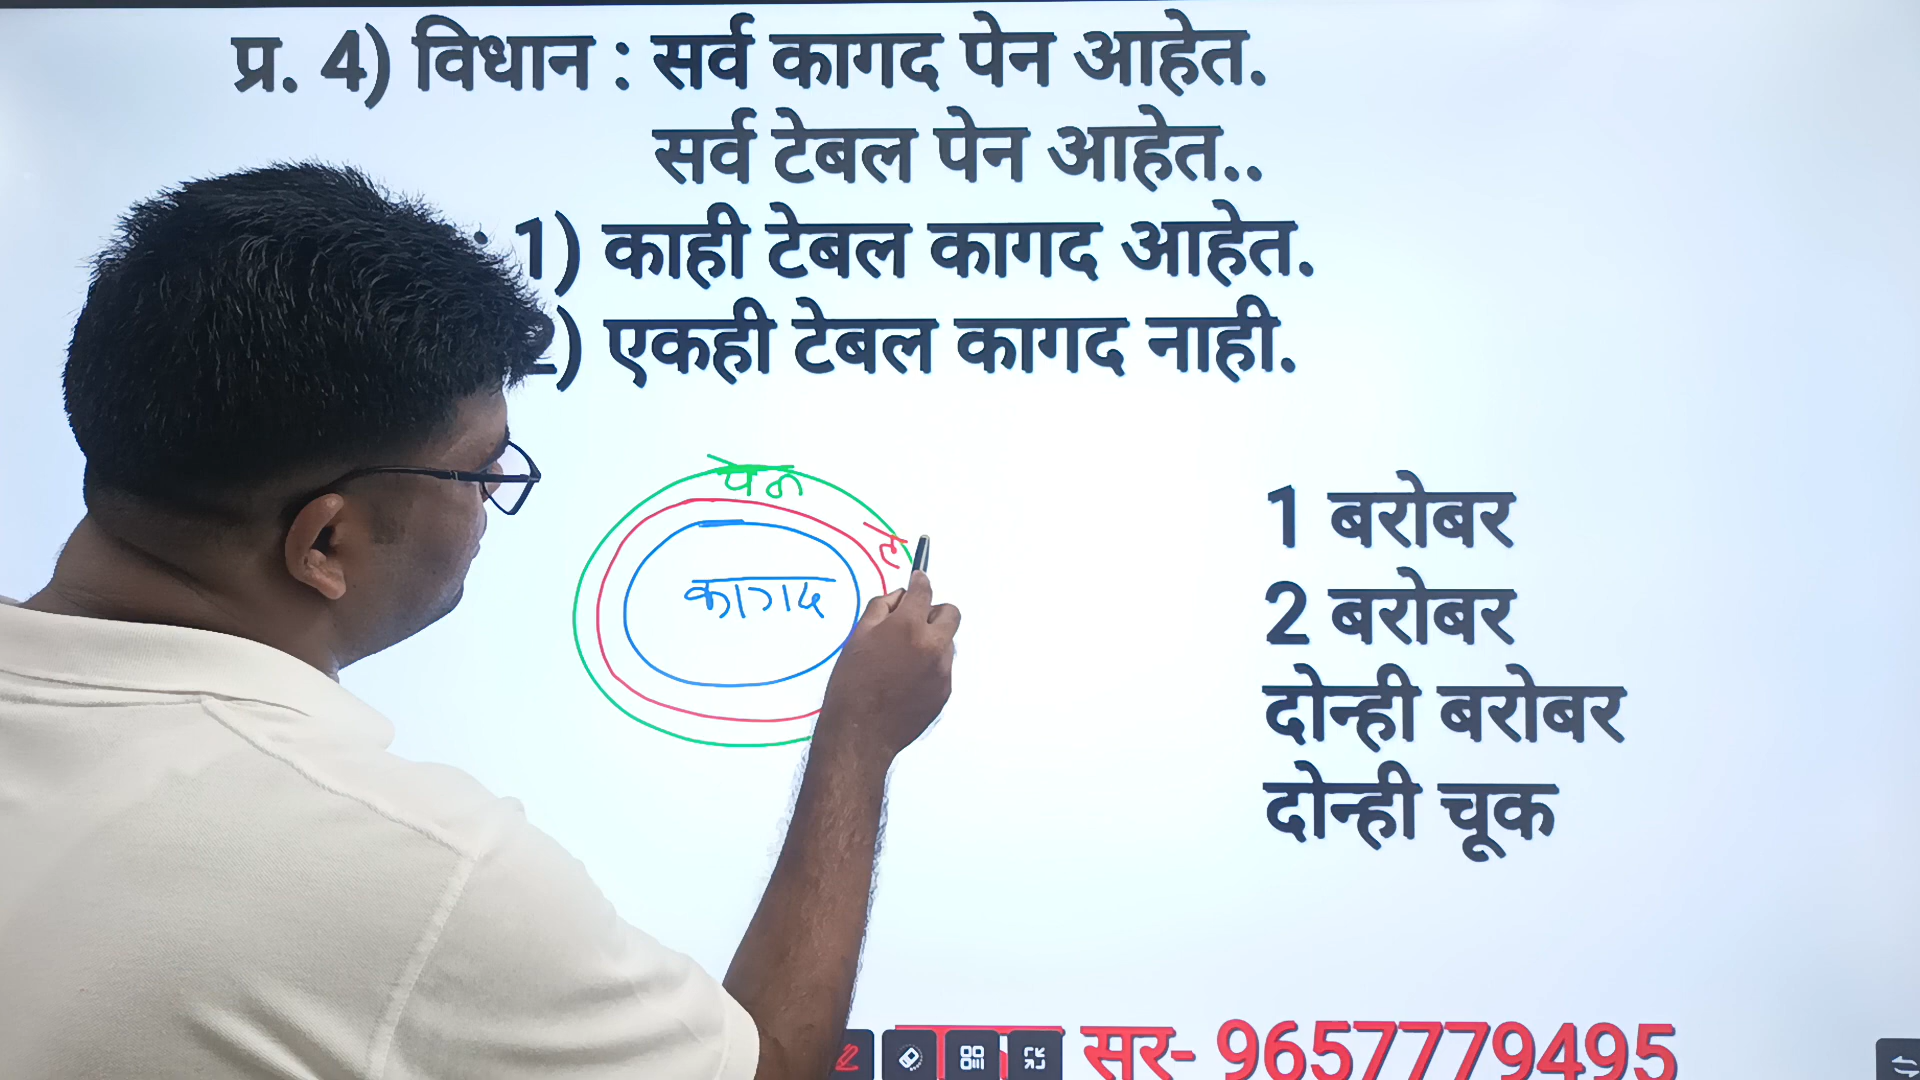 प्र. 4) विधान : सर्व कागद पेन आहेत.
सर्व टेबल पेन आहेत..
1) काही टेबल कागद आहेत.
2) एकही टेबल कागद नाही.
पेन
टे
कागद
1 बरोबर
2 बरोबर
दोन्ही बरोबर
दोन्ही चूक
सर- 9657779495